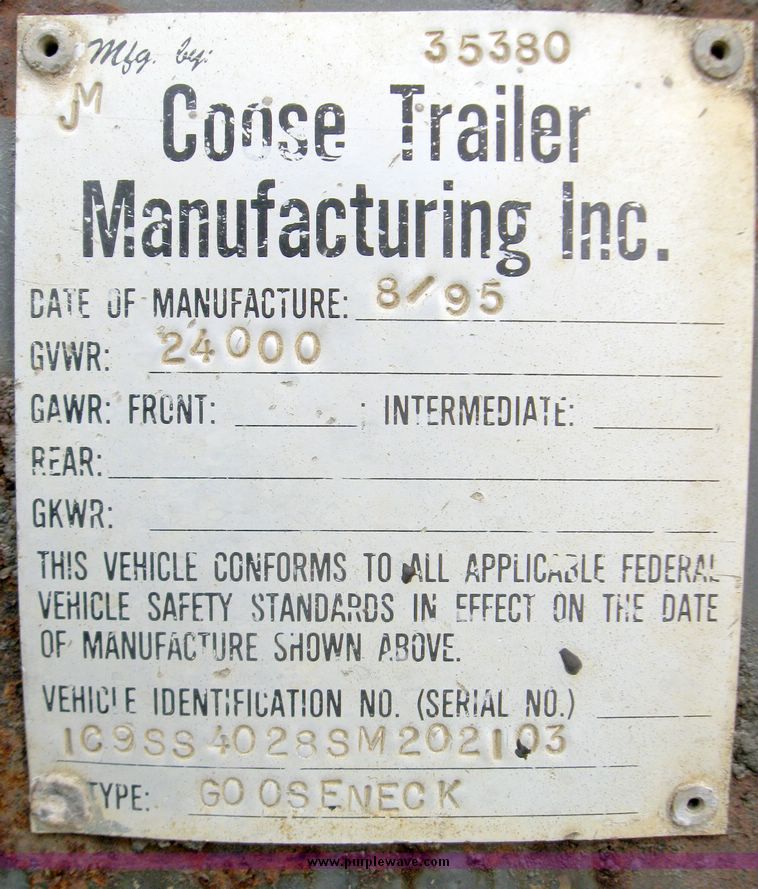 Mfg. by: 35380
JM
Coose Trailer
Manufacturing Inc.
DATE OF MANUFACTURE: 8/95
GVWR: 24000
GAWR: FRONT: ; INTERMEDIATE:
REAR:
GKWR:
THIS VEHICLE CONFORMS TO ALL APPLICABLE FEDERAL
VEHICLE SAFETY STANDARDS IN EFFECT ON THE DATE
OF MANUFACTURE SHOWN ABOVE.
VEHICLE IDENTIFICATION NO. (SERIAL NO.)
1C9SS4028SM202103
TYPE: GOOSENECK
www.purplewave.com